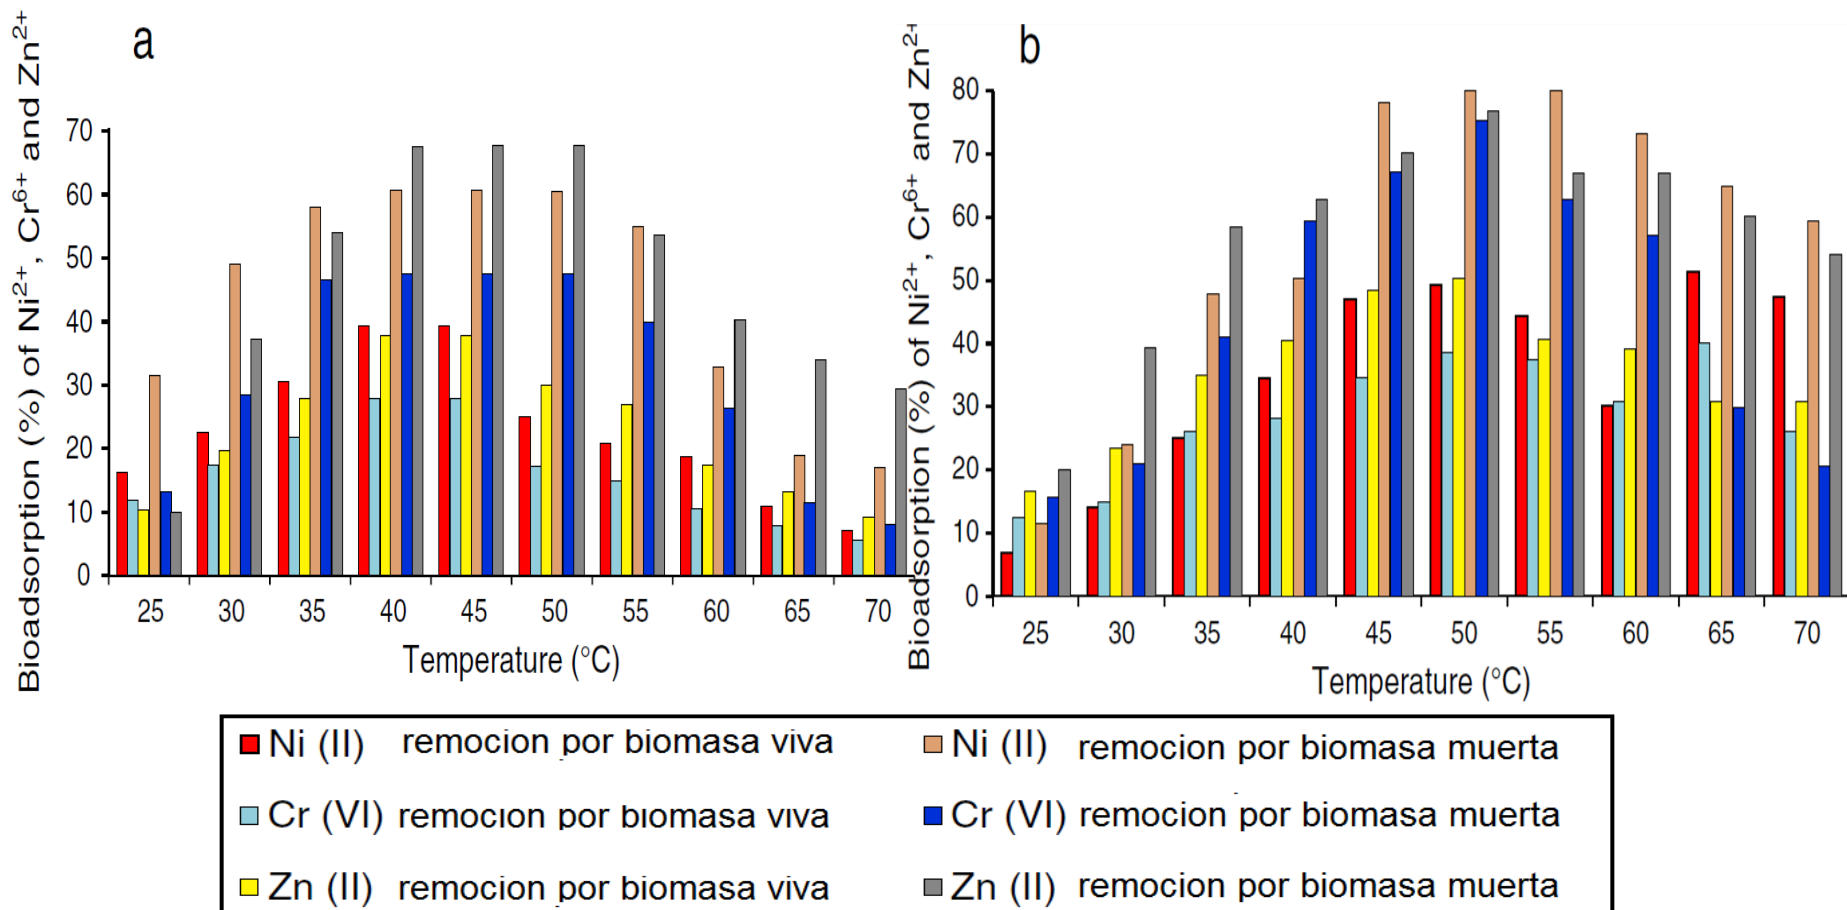 a
Bioadsorption (%) of Ni²⁺, Cr⁶⁺ and Zn²⁺
70
60
50
40
30
20
10
0
25 30 35 40 45 50 55 60 65 70
Temperature (°C)
b
Bioadsorption (%) of Ni²⁺, Cr⁶⁺ and Zn²⁺
80
70
60
50
40
30
20
10
0
25 30 35 40 45 50 55 60 65 70
Temperature (°C)
Ni (II) remocion por biomasa viva
Ni (II) remocion por biomasa muerta
Cr (VI) remocion por biomasa viva
Cr (VI) remocion por biomasa muerta
Zn (II) remocion por biomasa viva
Zn (II) remocion por biomasa muerta